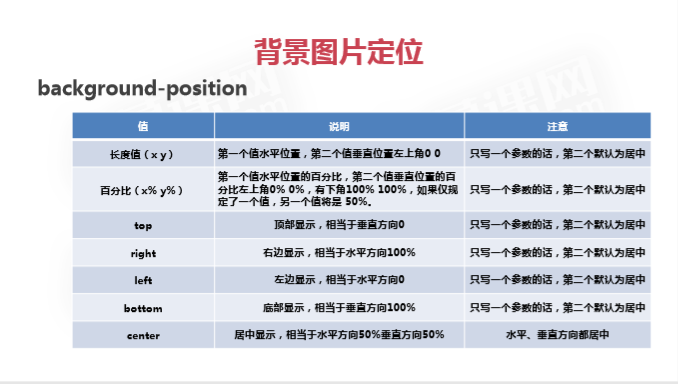 背景图片定位
background-position
值 说明 注意
长度值（x y） 第一个值水平位置，第二个值垂直位置左上角0 0 只写一个参数的话，第二个默认为居中
第一个值水平位置的百分比，第二个值垂直位置的百
百分比（x% y%） 分比左上角0% 0%，有下角100% 100%，如果仅规 只写一个参数的话，第二个默认为居中
定了一个值，另一个值将是 50%。
top 顶部显示，相当于垂直方向0 只写一个参数的话，第二个默认为居中
right 右边显示，相当于水平方向100% 只写一个参数的话，第二个默认为居中
left 左边显示，相当于水平方向0 只写一个参数的话，第二个默认为居中
bottom 底部显示，相当于垂直方向100% 只写一个参数的话，第二个默认为居中
center 居中显示，相当于水平方向50%垂直方向50% 水平、垂直方向都居中